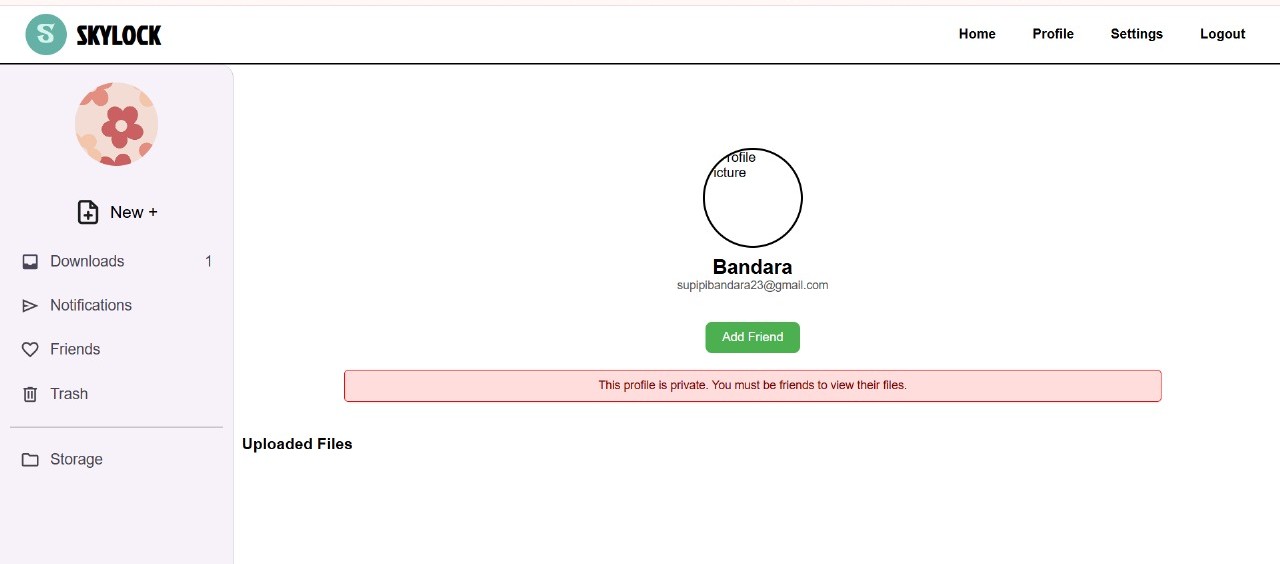 S SKYLOCK
Home Profile Settings Logout
New +
Downloads 1
Notifications
Friends
Trash
Storage
rofile
icture
Bandara
supiplbandara23@gmail.com
Add Friend
This profile is private. You must be friends to view their files.
Uploaded Files